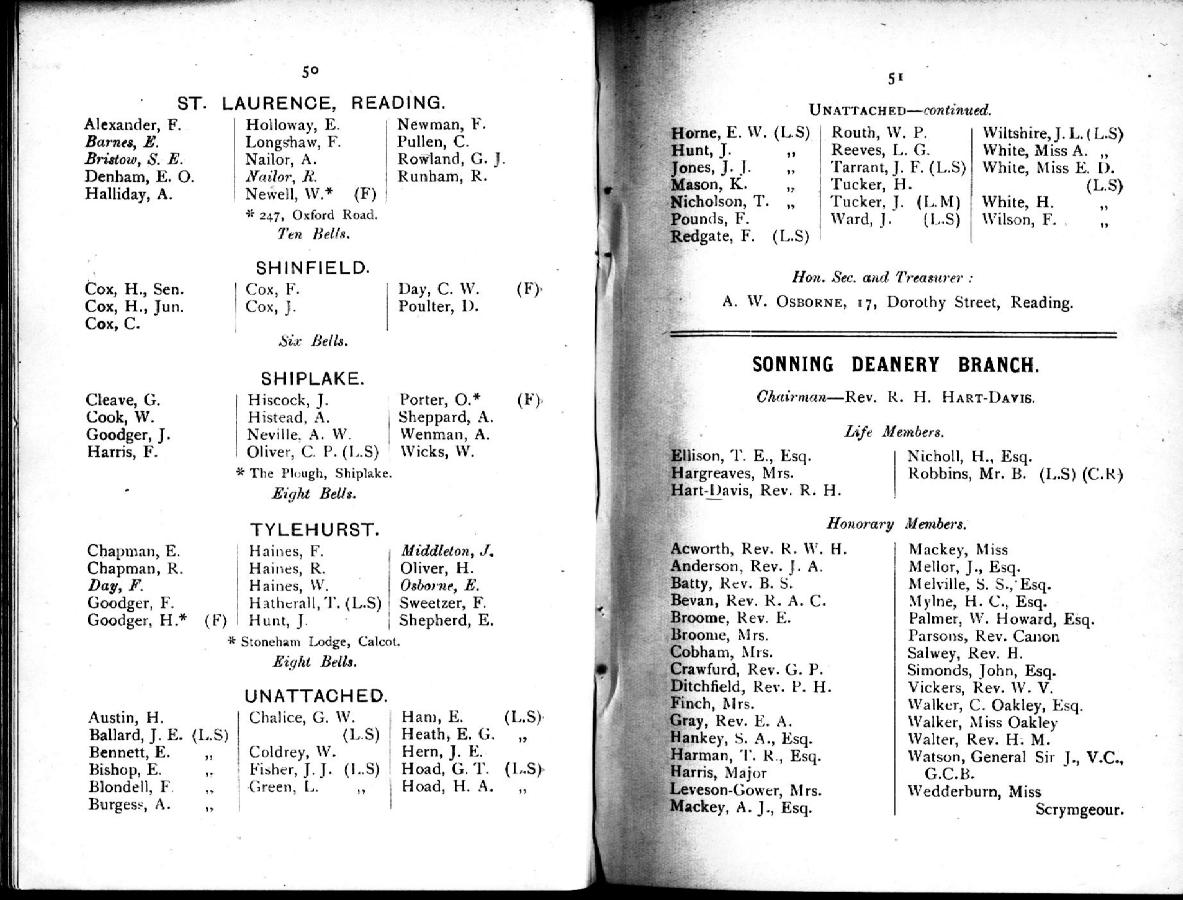 50
ST. LAURENCE, READING.
Alexander, F.
Barnes, E.
Bristow, S. E.
Denham, E. O.
Halliday, A.
Holloway, E.
Longshaw, F.
Nailor, A.
Nailor, R.
Newell, W.* (F)
Newman, F.
Pullen, C.
Rowland, G. J.
Runham, R.
* 247, Oxford Road.
Ten Bells.
SHINFIELD.
Cox, H., Sen.
Cox, H., Jun.
Cox, C.
Cox, F.
Cox, J.
Day, C. W. (F)
Poulter, D.
Six Bells.
SHIPLAKE.
Cleave, G.
Cook, W.
Goodger, J.
Harris, F.
Hiscock, J.
Histead, A.
Neville, A. W.
Oliver, C. P. (L.S)
Porter, O.* (F)
Sheppard, A.
Wenman, A.
Wicks, W.
* The Plough, Shiplake.
Eight Bells.
TYLEHURST.
Chapman, E.
Chapman, R.
Day, F.
Goodger, F.
Goodger, H.* (F)
Haines, F.
Haines, R.
Haines, W.
Hatherall, T. (L.S)
Hunt, J.
Middleton, J.
Oliver, H.
Osborne, E.
Sweetzer, F.
Shepherd, E.
* Stoneham Lodge, Calcot.
Eight Bells.
UNATTACHED.
Austin, H.
Ballard, J. E. (L.S)
Bennett, E. „
Bishop, E. „
Blondell, F. „
Burgess, A. „
Chalice, G. W.
(L.S)
Coldrey, W.
Fisher, J. J. (L.S)
Green, L. „
Ham, E. (L.S)
Heath, E. G. „
Hern, J. E.
Hoad, G. T. (L.S)
Hoad, H. A. „
51
UNATTACHED—continued.
Horne, E. W. (L.S)
Hunt, J. „
Jones, J. J. „
Mason, K. „
Nicholson, T. „
Pounds, F.
Redgate, F. (L.S)
Routh, W. P.
Reeves, L. G.
Tarrant, J. F. (L.S)
Tucker, H.
Tucker, J. (L.M)
Ward, J. (L.S)
Wiltshire, J. L. (L.S)
White, Miss A. „
White, Miss E. D.
(L.S)
White, H. „
Wilson, F. „
Hon. Sec. and Treasurer :
A. W. OSBORNE, 17, Dorothy Street, Reading.
SONNING DEANERY BRANCH.
Chairman—Rev. R. H. HART-DAVIS.
Life Members.
Ellison, T. E., Esq.
Hargreaves, Mrs.
Hart-Davis, Rev. R. H.
Nicholl, H., Esq.
Robbins, Mr. B. (L.S) (C.R)
Honorary Members.
Acworth, Rev. R. W. H.
Anderson, Rev. J. A.
Batty, Rev. B. S.
Bevan, Rev. R. A. C.
Broome, Rev. E.
Broome, Mrs.
Cobham, Mrs.
Crawfurd, Rev. G. P.
Ditchfield, Rev. P. H.
Finch, Mrs.
Gray, Rev. E. A.
Hankey, S. A., Esq.
Harman, T. R., Esq.
Harris, Major
Leveson-Gower, Mrs.
Mackey, A. J., Esq.
Mackey, Miss
Mellor, J., Esq.
Melville, S. S., Esq.
Mylne, H. C., Esq.
Palmer, W. Howard, Esq.
Parsons, Rev. Canon
Salwey, Rev. H.
Simonds, John, Esq.
Vickers, Rev. W. V.
Walker, C. Oakley, Esq.
Walker, Miss Oakley
Walter, Rev. H. M.
Watson, General Sir J., V.C.,
G.C.B.
Wedderburn, Miss
Scrymgeour.